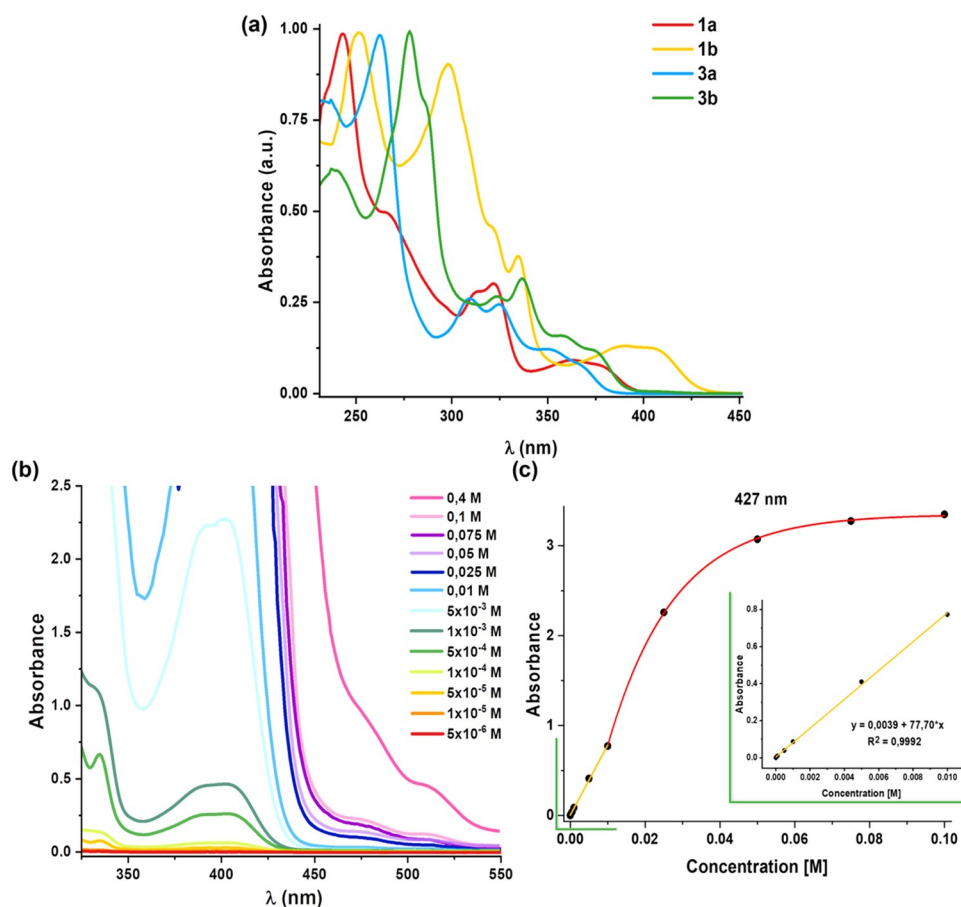 (a)
1.00
0.75
0.50
0.25
0.00
Absorbance (a.u.)
250 300 350 400 450
λ (nm)
1a
1b
3a
3b
(b)
2.5
2.0
1.5
1.0
0.5
0.0
Absorbance
350 400 450 500 550
λ (nm)
0,4 M
0,1 M
0,075 M
0,05 M
0,025 M
0,01 M
5x10⁻³ M
1x10⁻³ M
5x10⁻⁴ M
1x10⁻⁴ M
5x10⁻⁵ M
1x10⁻⁵ M
5x10⁻⁶ M
(c)
427 nm
3
2
1
0
Absorbance
0.00 0.02 0.04 0.06 0.08 0.10
Concentration [M]
0.8
0.6
0.4
0.2
0.0
Absorbance
y = 0,0039 + 77,70*x
R² = 0,9992
0.000 0.002 0.004 0.006 0.008 0.010
Concentration [M]